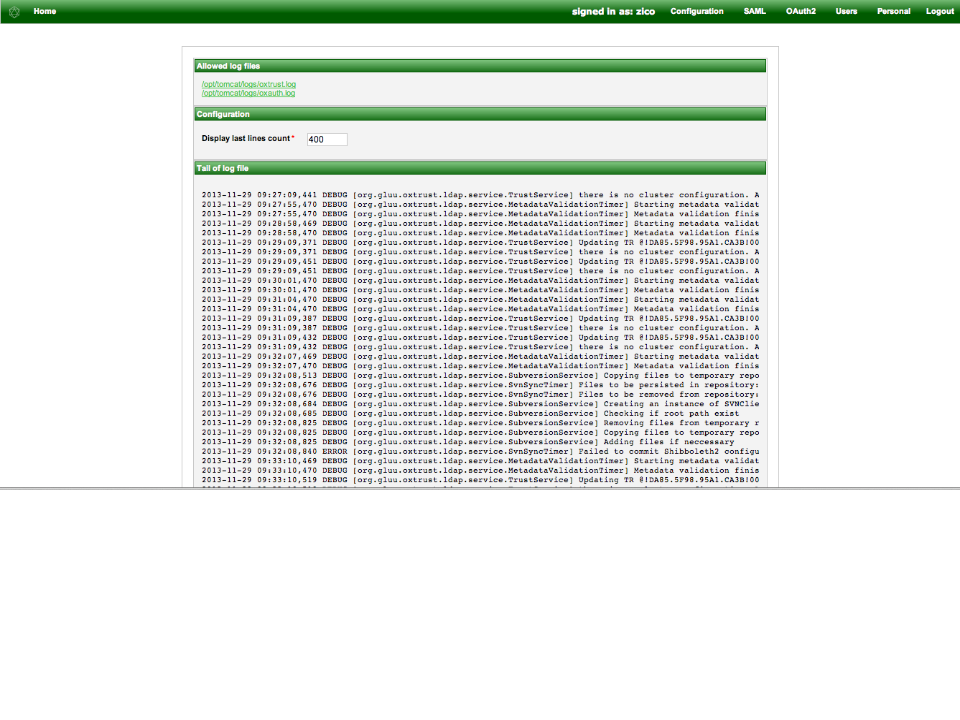 Home signed in as: zico Configuration SAML OAuth2 Users Personal Logout
Allowed log files
/opt/tomcat/logs/oxtrust.log
/opt/tomcat/logs/oxauth.log
Configuration
Display last lines count* 400
Tail of log file
2013-11-29 09:27:09,441 DEBUG [org.gluu.oxtrust.ldap.service.TrustService] there is no cluster configuration. A
2013-11-29 09:27:55,470 DEBUG [org.gluu.oxtrust.ldap.service.MetadataValidationTimer] Starting metadata validat
2013-11-29 09:27:55,470 DEBUG [org.gluu.oxtrust.ldap.service.MetadataValidationTimer] Metadata validation finis
2013-11-29 09:28:58,469 DEBUG [org.gluu.oxtrust.ldap.service.MetadataValidationTimer] Starting metadata validat
2013-11-29 09:28:58,470 DEBUG [org.gluu.oxtrust.ldap.service.MetadataValidationTimer] Metadata validation finis
2013-11-29 09:29:09,371 DEBUG [org.gluu.oxtrust.ldap.service.TrustService] Updating TR @!DA85.5F98.95A1.CA3B!00
2013-11-29 09:29:09,371 DEBUG [org.gluu.oxtrust.ldap.service.TrustService] there is no cluster configuration. A
2013-11-29 09:29:09,451 DEBUG [org.gluu.oxtrust.ldap.service.TrustService] Updating TR @!DA85.5F98.95A1.CA3B!00
2013-11-29 09:29:09,451 DEBUG [org.gluu.oxtrust.ldap.service.TrustService] there is no cluster configuration. A
2013-11-29 09:30:01,470 DEBUG [org.gluu.oxtrust.ldap.service.MetadataValidationTimer] Starting metadata validat
2013-11-29 09:30:01,470 DEBUG [org.gluu.oxtrust.ldap.service.MetadataValidationTimer] Metadata validation finis
2013-11-29 09:31:04,470 DEBUG [org.gluu.oxtrust.ldap.service.MetadataValidationTimer] Starting metadata validat
2013-11-29 09:31:04,470 DEBUG [org.gluu.oxtrust.ldap.service.MetadataValidationTimer] Metadata validation finis
2013-11-29 09:31:09,387 DEBUG [org.gluu.oxtrust.ldap.service.TrustService] Updating TR @!DA85.5F98.95A1.CA3B!00
2013-11-29 09:31:09,387 DEBUG [org.gluu.oxtrust.ldap.service.TrustService] there is no cluster configuration. A
2013-11-29 09:31:09,432 DEBUG [org.gluu.oxtrust.ldap.service.TrustService] Updating TR @!DA85.5F98.95A1.CA3B!00
2013-11-29 09:31:09,432 DEBUG [org.gluu.oxtrust.ldap.service.TrustService] there is no cluster configuration. A
2013-11-29 09:32:07,469 DEBUG [org.gluu.oxtrust.ldap.service.MetadataValidationTimer] Starting metadata validat
2013-11-29 09:32:07,470 DEBUG [org.gluu.oxtrust.ldap.service.MetadataValidationTimer] Metadata validation finis
2013-11-29 09:32:08,513 DEBUG [org.gluu.oxtrust.ldap.service.SubversionService] Copying files to temporary repo
2013-11-29 09:32:08,676 DEBUG [org.gluu.oxtrust.ldap.service.SvnSyncTimer] Files to be persisted in repository:
2013-11-29 09:32:08,676 DEBUG [org.gluu.oxtrust.ldap.service.SvnSyncTimer] Files to be removed from repository:
2013-11-29 09:32:08,684 DEBUG [org.gluu.oxtrust.ldap.service.SubversionService] Creating an instance of SVNClie
2013-11-29 09:32:08,685 DEBUG [org.gluu.oxtrust.ldap.service.SubversionService] Checking if root path exist
2013-11-29 09:32:08,825 DEBUG [org.gluu.oxtrust.ldap.service.SubversionService] Removing files from temporary r
2013-11-29 09:32:08,825 DEBUG [org.gluu.oxtrust.ldap.service.SubversionService] Copying files to temporary repo
2013-11-29 09:32:08,825 DEBUG [org.gluu.oxtrust.ldap.service.SubversionService] Adding files if neccessary
2013-11-29 09:32:08,840 ERROR [org.gluu.oxtrust.ldap.service.SvnSyncTimer] Failed to commit Shibboleth2 configu
2013-11-29 09:33:10,469 DEBUG [org.gluu.oxtrust.ldap.service.MetadataValidationTimer] Starting metadata validat
2013-11-29 09:33:10,470 DEBUG [org.gluu.oxtrust.ldap.service.MetadataValidationTimer] Metadata validation finis
2013-11-29 09:33:10,519 DEBUG [org.gluu.oxtrust.ldap.service.TrustService] Updating TR @!DA85.5F98.95A1.CA3B!00